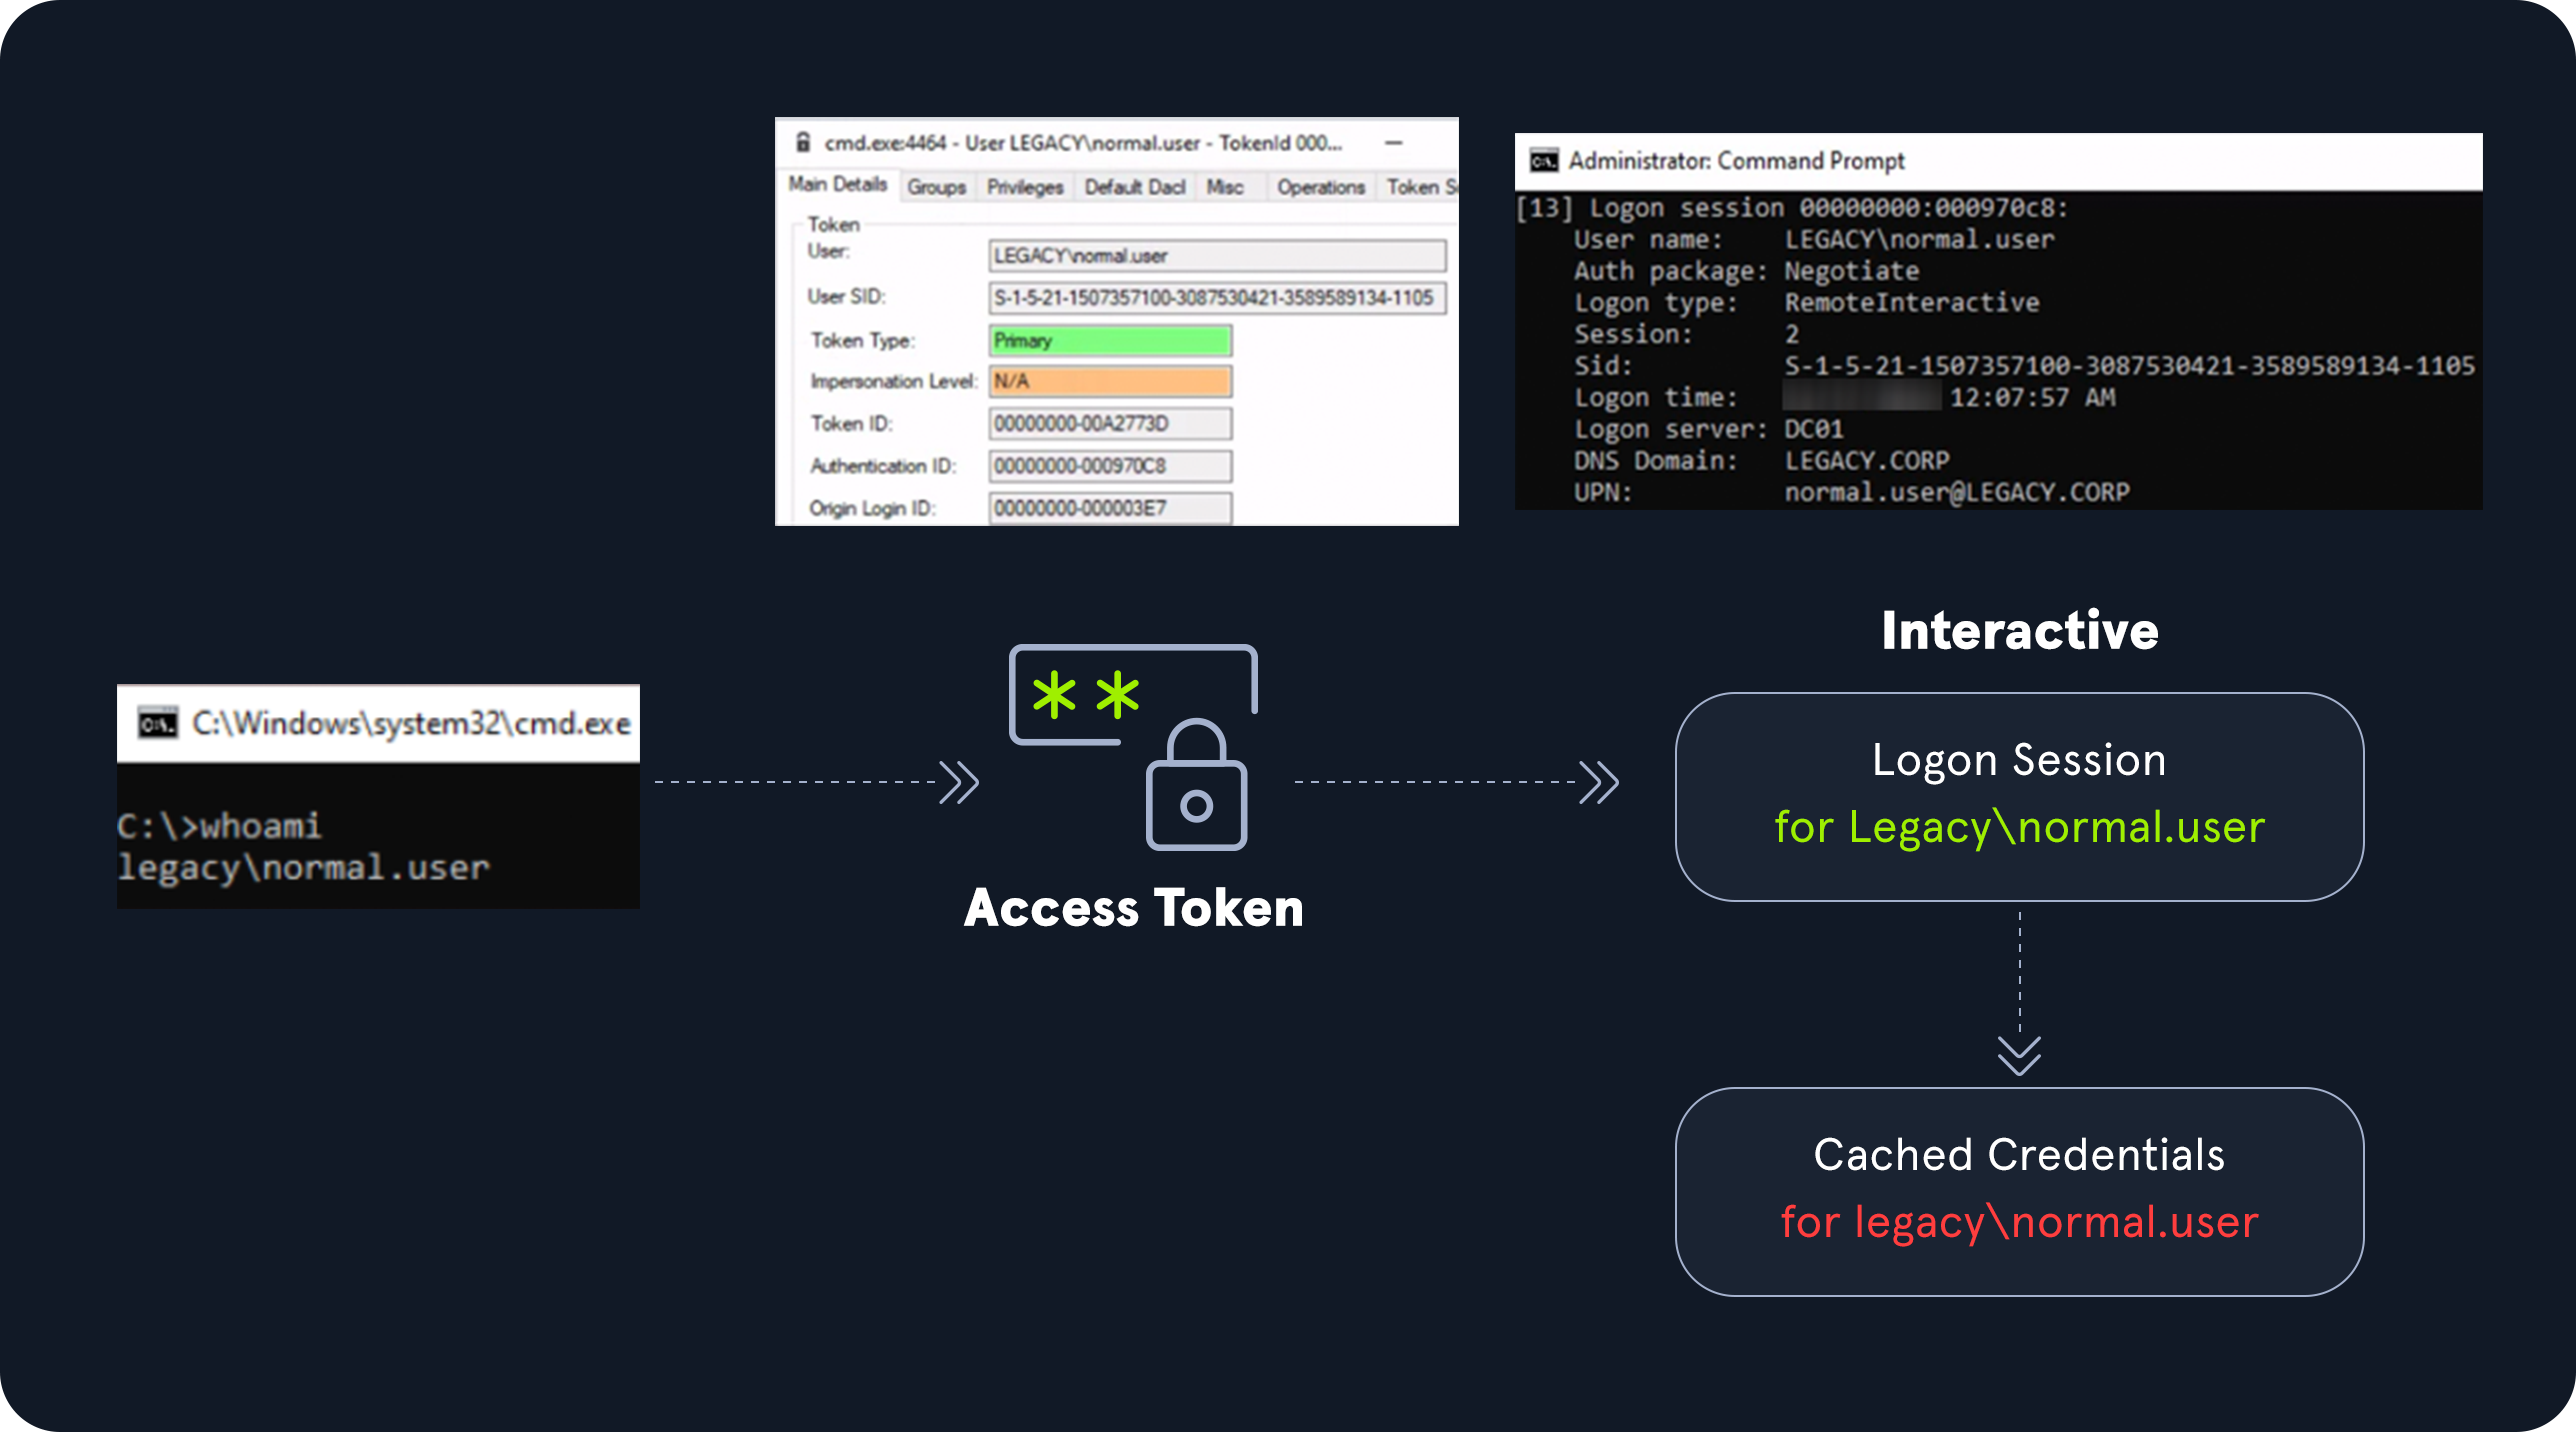 cmd.exe:4464 - User LEGACY\normal.user - TokenId 000...
Main Details Groups Privileges Default Dacl Misc Operations Token
Token
User: LEGACY\normal.user
User SID: S-1-5-21-1507357100-3087530421-3589589134-1105
Token Type: Primary
Impersonation Level: N/A
Token ID: 00000000-00A2773D
Authentication ID: 00000000-000970C8
Origin Login ID: 00000000-000003E7
Administrator: Command Prompt
[13] Logon session 00000000:000970c8:
User name: LEGACY\normal.user
Auth package: Negotiate
Logon type: RemoteInteractive
Session: 2
Sid: S-1-5-21-1507357100-3087530421-3589589134-1105
Logon time: 12:07:57 AM
Logon server: DC01
DNS Domain: LEGACY.CORP
UPN: normal.user@LEGACY.CORP
C:\Windows\system32\cmd.exe
C:\>whoami
legacy\normal.user
**
Access Token
Interactive
Logon Session
for Legacy\normal.user
Cached Credentials
for legacy\normal.user